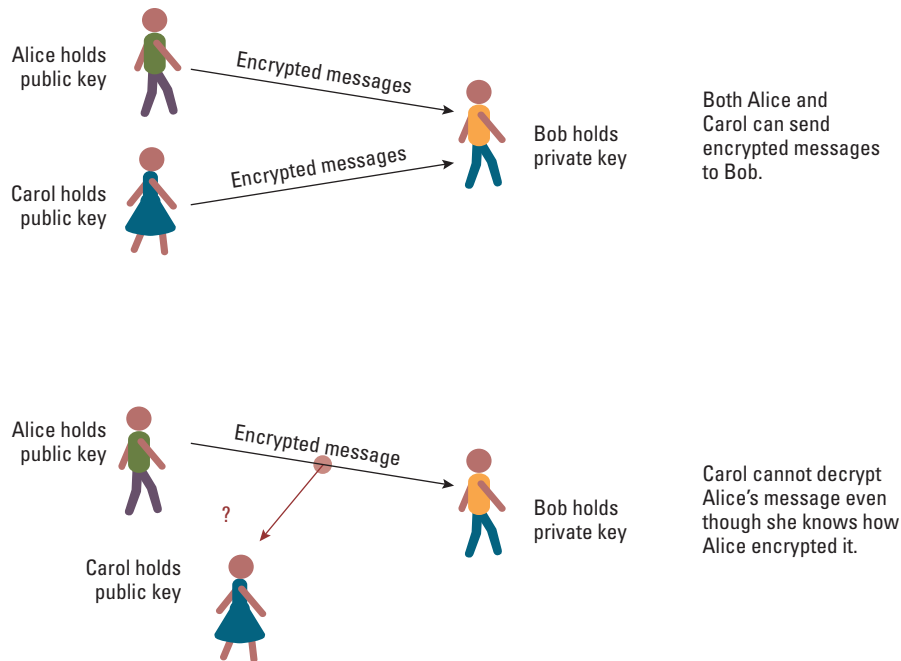 Alice holds
public key
Encrypted messages
Carol holds
public key
Encrypted messages
Bob holds
private key
Both Alice and
Carol can send
encrypted messages
to Bob.
Alice holds
public key
Encrypted message
?
Carol holds
public key
Bob holds
private key
Carol cannot decrypt
Alice’s message even
though she knows how
Alice encrypted it.